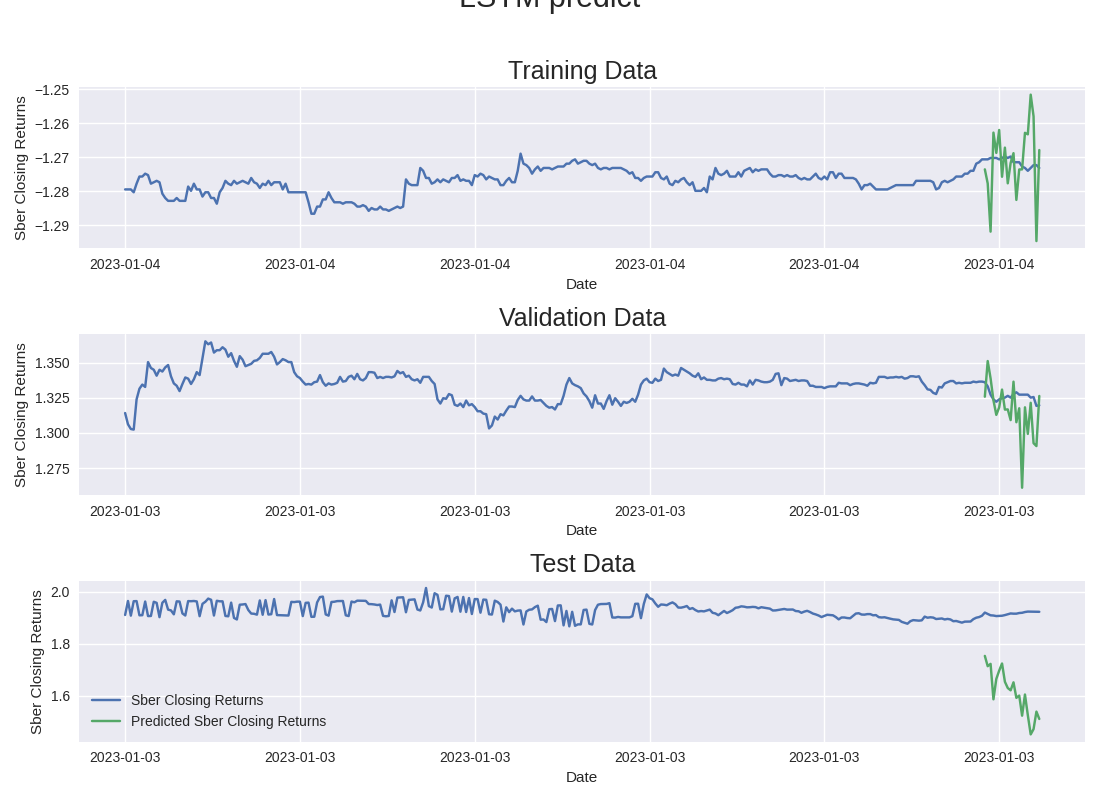 LSTM predict
Training Data
Sber Closing Returns
−1.25
−1.26
−1.27
−1.28
−1.29
2023-01-04 2023-01-04 2023-01-04 2023-01-04 2023-01-04 2023-01-04
Date
Validation Data
Sber Closing Returns
1.350
1.325
1.300
1.275
2023-01-03 2023-01-03 2023-01-03 2023-01-03 2023-01-03 2023-01-03
Date
Test Data
Sber Closing Returns
2.0
1.8
1.6
Sber Closing Returns
Predicted Sber Closing Returns
2023-01-03 2023-01-03 2023-01-03 2023-01-03 2023-01-03 2023-01-03
Date